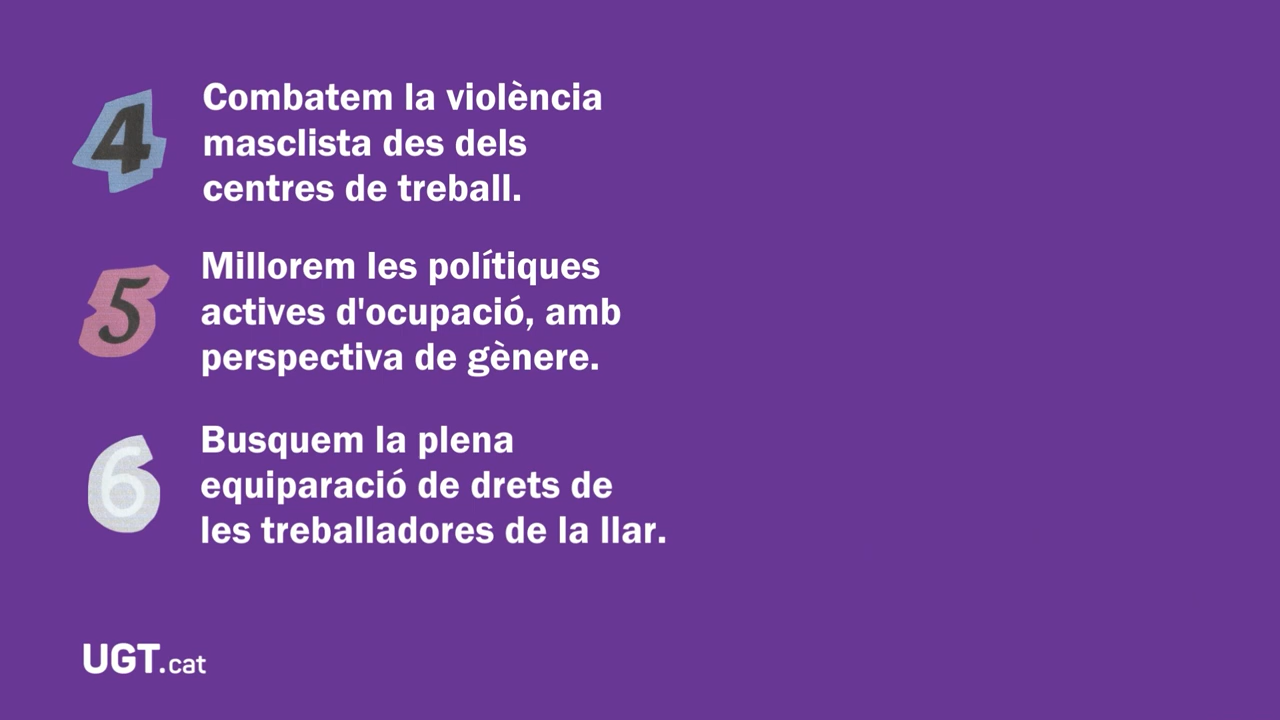 4
Combatem la violència
masclista des dels
centres de treball.
5
Millorem les polítiques
actives d'ocupació, amb
perspectiva de gènere.
6
Busquem la plena
equiparació de drets de
les treballadores de la llar.
UGT.cat